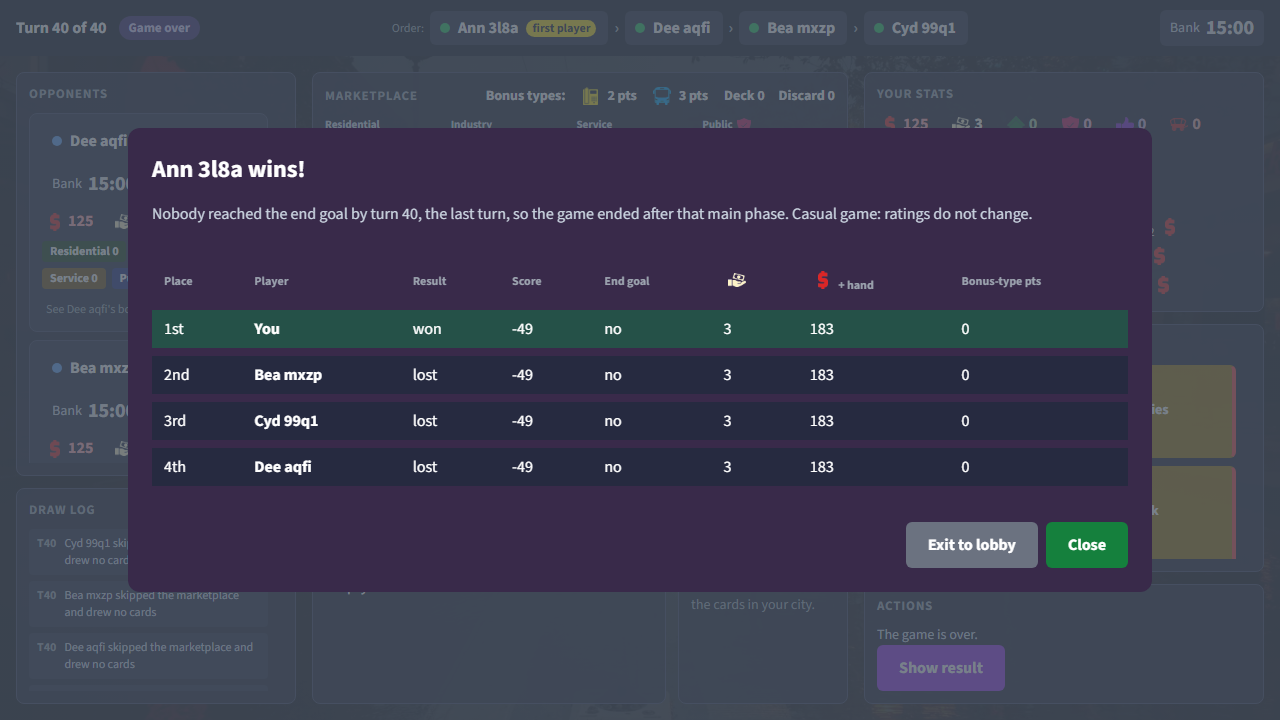 Turn 40 of 40 Game over Order: Ann 3l8a first player › Dee aqfi › Bea mxzp › Cyd 99q1 Bank 15:00
OPPONENTS
Dee aqfi
Bank 15:00
125
Residential 0
Service 0
See Dee aqfi's
Bea mxzp
Bank 15:00
125
MARKETPLACE Bonus types: 2 pts 3 pts Deck 0 Discard 0
Residential Industry Service Public
YOUR STATS
125 3 0 0 0 0
Ann 3l8a wins!
Nobody reached the end goal by turn 40, the last turn, so the game ended after that main phase. Casual game: ratings do not change.
Place Player Result Score End goal + hand Bonus-type pts
1st You won -49 no 3 183 0
2nd Bea mxzp lost -49 no 3 183 0
3rd Cyd 99q1 lost -49 no 3 183 0
4th Dee aqfi lost -49 no 3 183 0
Exit to lobby Close
DRAW LOG
T40 Cyd 99q1
drew no
T40 Bea mxzp skipped the marketplace
and drew no cards
T40 Dee aqfi skipped the marketplace and
drew no cards
the cards in your city.
ACTIONS
The game is over.
Show result